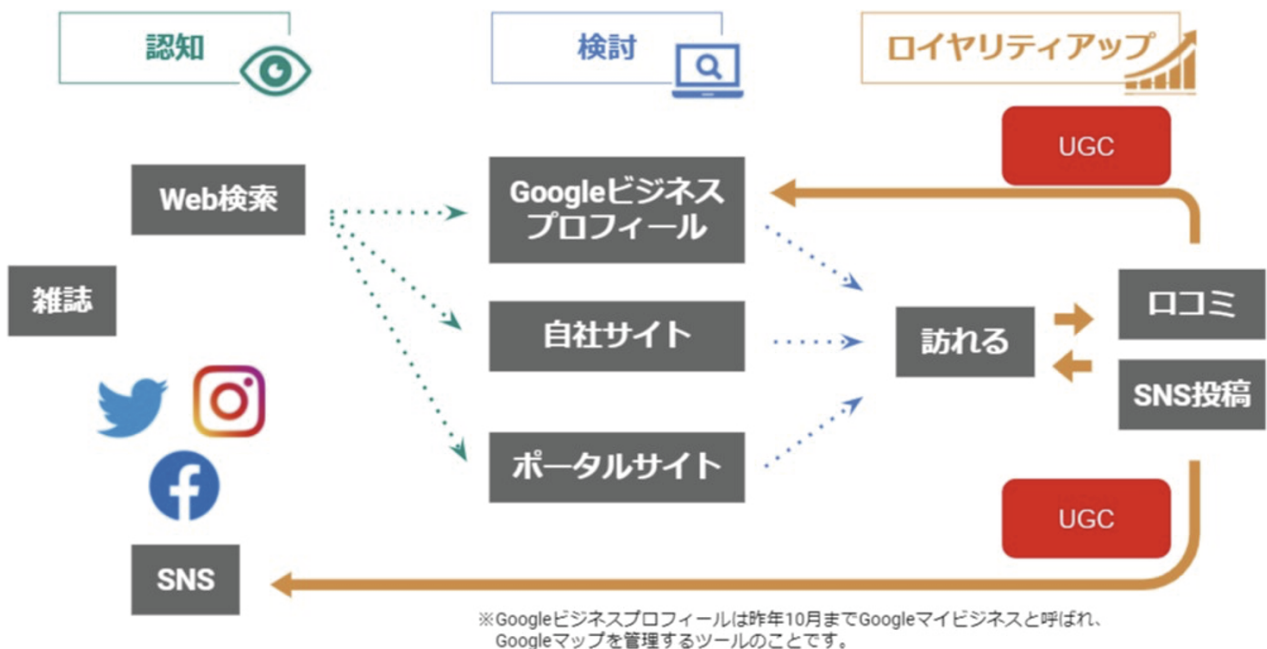 認知
検討
ロイヤリティアップ
UGC
Web検索
Googleビジネス
プロフィール
雑誌
口コミ
自社サイト
訪れる
SNS投稿
ポータルサイト
UGC
SNS
※Googleビジネスプロフィールは昨年10月までGoogleマイビジネスと呼ばれ、
Googleマップを管理するツールのことです。